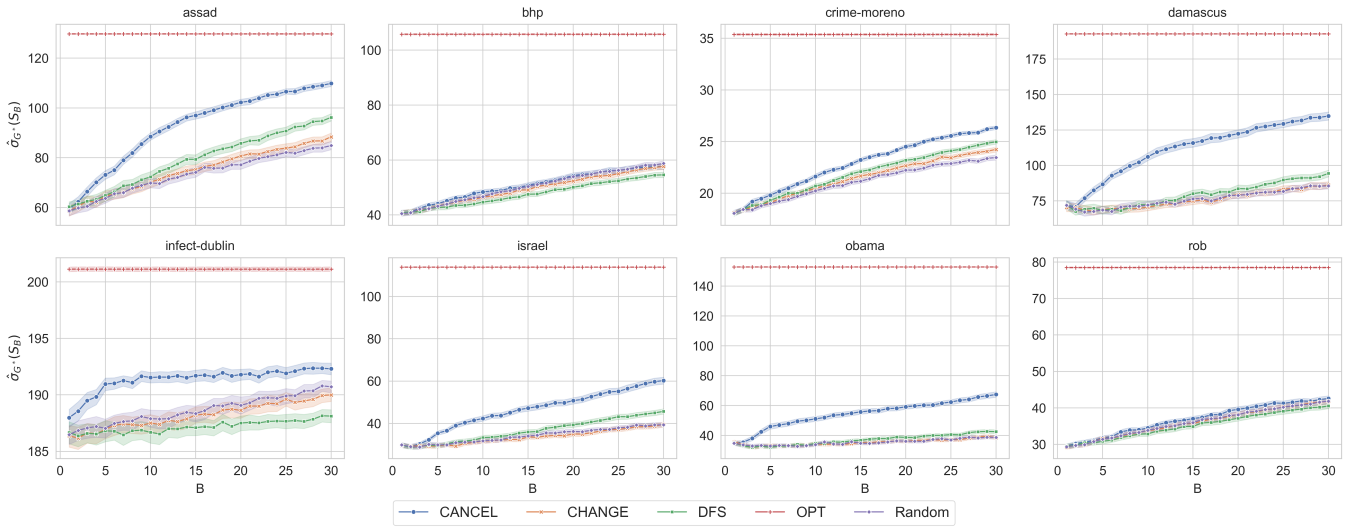 assad
bhp
crime-moreno
damascus
120
100
80
60
σ̂_{G*}(S_B)
100
80
60
40
35
30
25
20
175
150
125
100
75
infect-dublin
israel
obama
rob
200
195
190
185
σ̂_{G*}(S_B)
100
80
60
40
140
120
100
80
60
40
80
70
60
50
40
30
0 5 10 15 20 25 30
0 5 10 15 20 25 30
0 5 10 15 20 25 30
0 5 10 15 20 25 30
B
B
B
B
CANCEL CHANGE DFS OPT Random